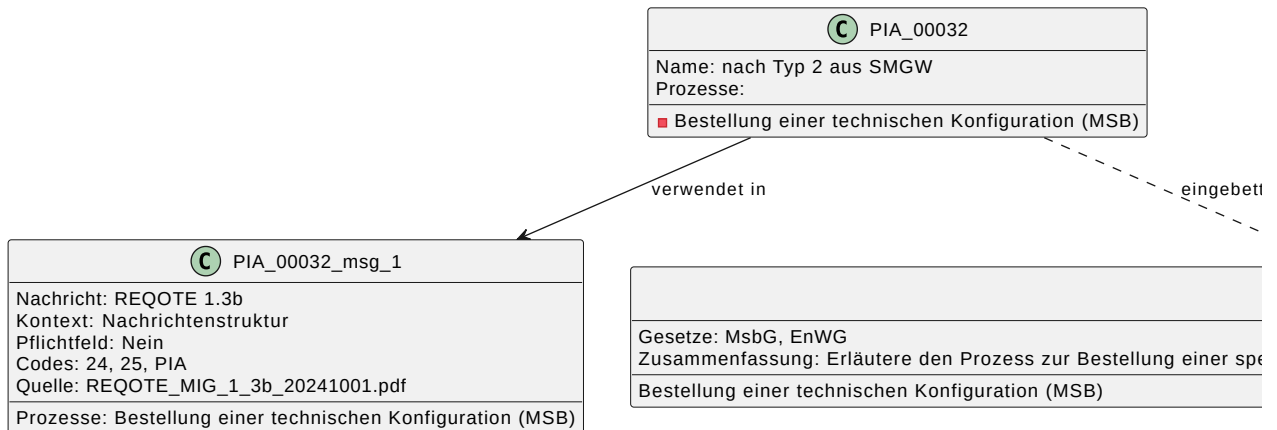 C PIA_00032
Name: nach Typ 2 aus SMGW
Prozesse:
Bestellung einer technischen Konfiguration (MSB)
verwendet in
eingebett
C PIA_00032_msg_1
Nachricht: REQOTE 1.3b
Kontext: Nachrichtenstruktur
Pflichtfeld: Nein
Codes: 24, 25, PIA
Quelle: REQOTE_MIG_1_3b_20241001.pdf
Prozesse: Bestellung einer technischen Konfiguration (MSB)
Gesetze: MsbG, EnWG
Zusammenfassung: Erläutere den Prozess zur Bestellung einer spe
Bestellung einer technischen Konfiguration (MSB)